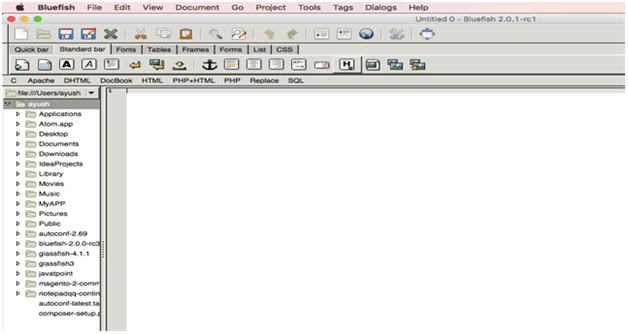 Bluefish File Edit View Document Go Project Tools Tags Dialogs Help
Untitled 0 - Bluefish 2.0.1-rc1
Quick bar Standard bar Fonts Tables Frames Forms List CSS
A A H
C Apache DHTML DocBook HTML PHP+HTML PHP Replace SQL
file:///Users/ayush
1
ayush
Applications
Atom.app
Desktop
Documents
Downloads
IdeaProjects
Library
Movies
Music
MyAPP
Pictures
Public
autoconf-2.69
bluefish-2.0.0-rc3
glassfish-4.1.1
glassfish3
javatpoint
magento-2-comm
notepadqq-contin
autoconf-latest.ta
composer-setup.p